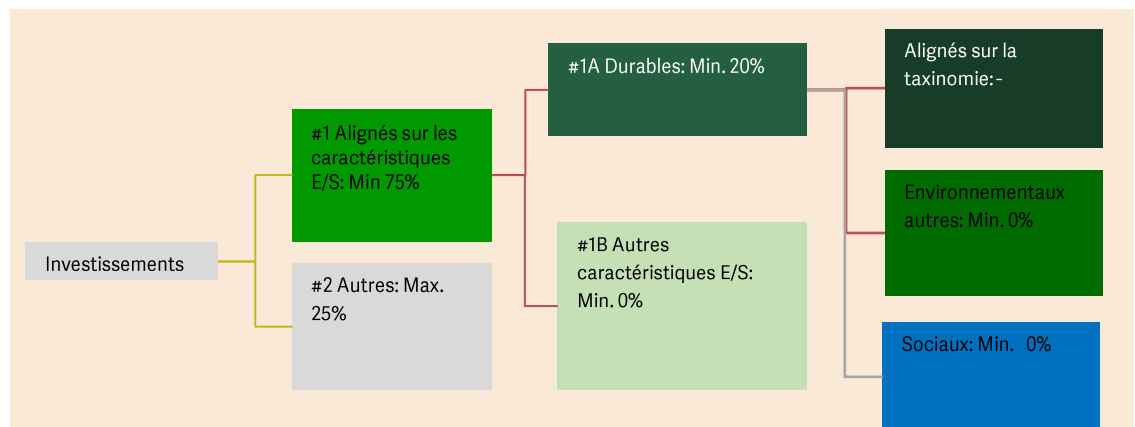 Investissements
#1 Alignés sur les
caractéristiques
E/S: Min 75%
#2 Autres: Max.
25%
#1A Durables: Min. 20%
#1B Autres
caractéristiques E/S:
Min. 0%
Alignés sur la
taxinomie:-
Environnementaux
autres: Min. 0%
Sociaux: Min. 0%